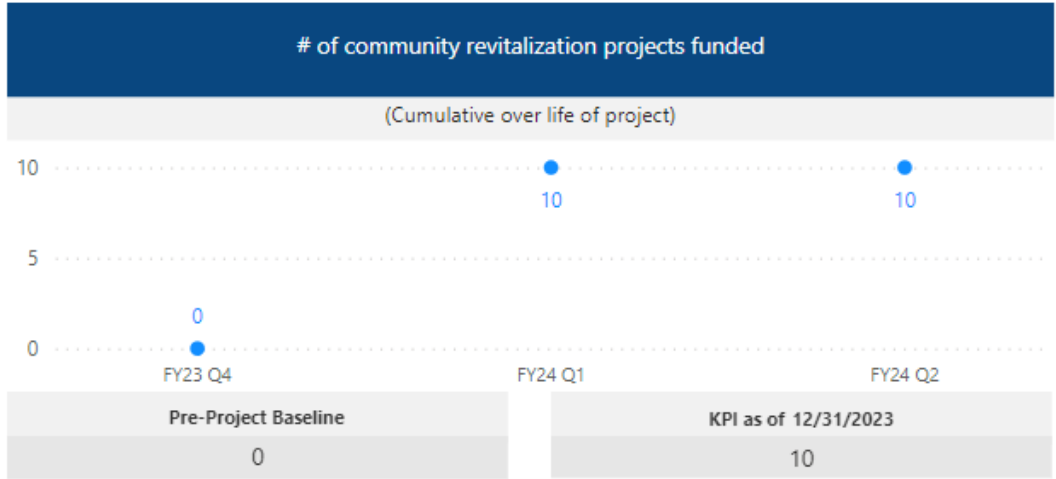 # of community revitalization projects funded
(Cumulative over life of project)
10
10 10
5
0
0
FY23 Q4 FY24 Q1 FY24 Q2
Pre-Project Baseline KPI as of 12/31/2023
0 10